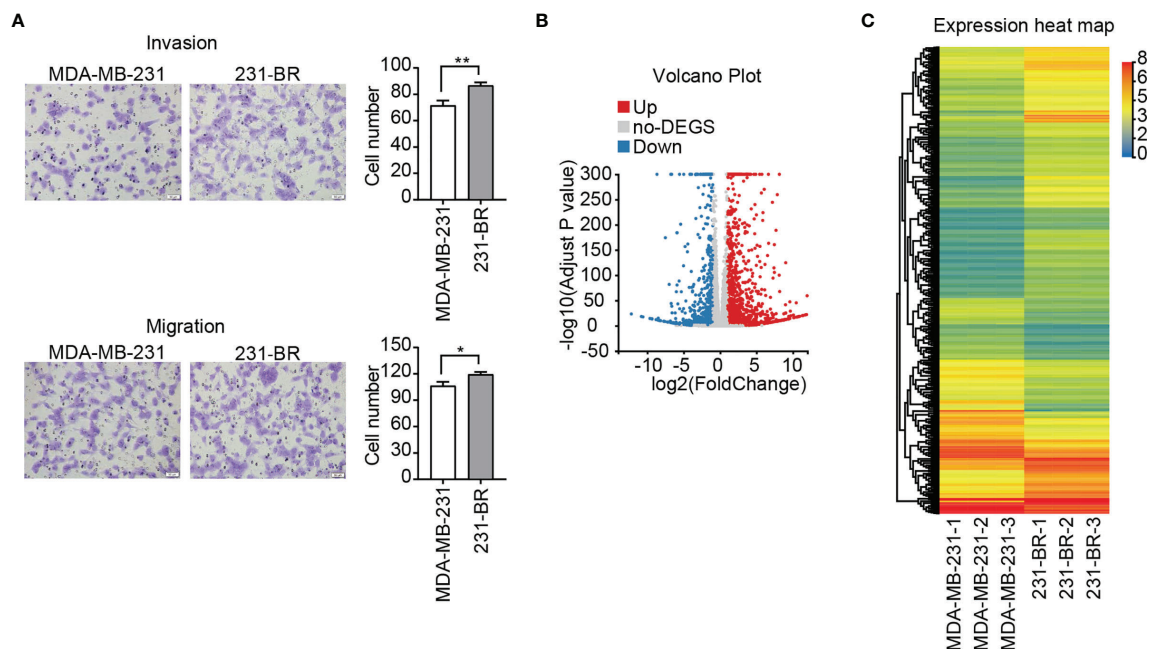 A
Invasion
MDA-MB-231
231-BR
**
100
80
60
40
20
0
Cell number
MDA-MB-231
231-BR
Migration
MDA-MB-231
231-BR
*
150
120
90
60
30
0
Cell number
MDA-MB-231
231-BR
B
Volcano Plot
Up
no-DEGS
Down
300
250
200
150
100
50
0
-50
-log10(Adjust P value)
-10 -5 0 5 10
log2(FoldChange)
C
Expression heat map
8
6
4
2
0
MDA-MB-231-1
MDA-MB-231-2
MDA-MB-231-3
231-BR-1
231-BR-2
231-BR-3